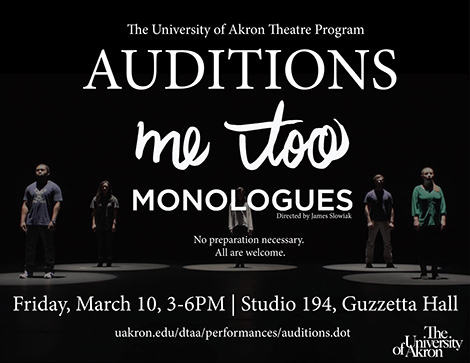 The University of Akron Theatre Program
AUDITIONS
me too
MONOLOGUES
Directed by James Slowiak
No preparation necessary.
All are welcome.
Friday, March 10, 3-6PM | Studio 194, Guzzetta Hall
uakron.edu/dtaa/performances/auditions.dot
The
University
of Akron